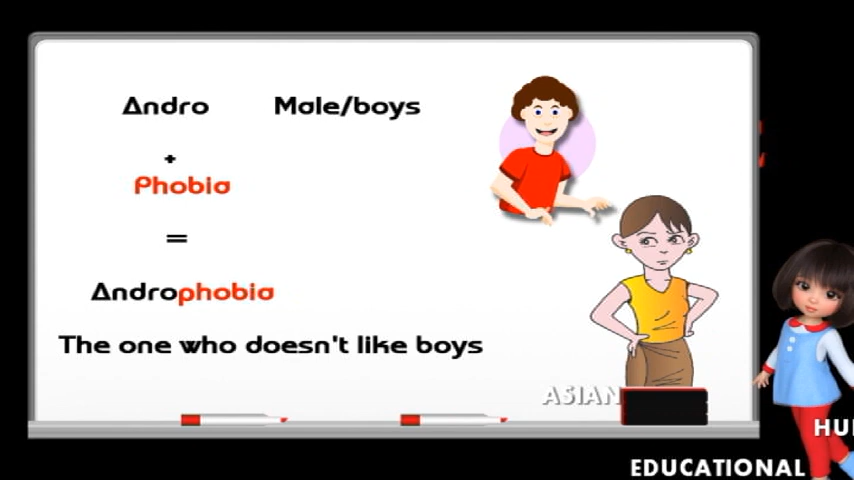 Andro Male/boys
+
Phobia
=
Androphobia
The one who doesn't like boys
ASIAN
EDUCATIONAL